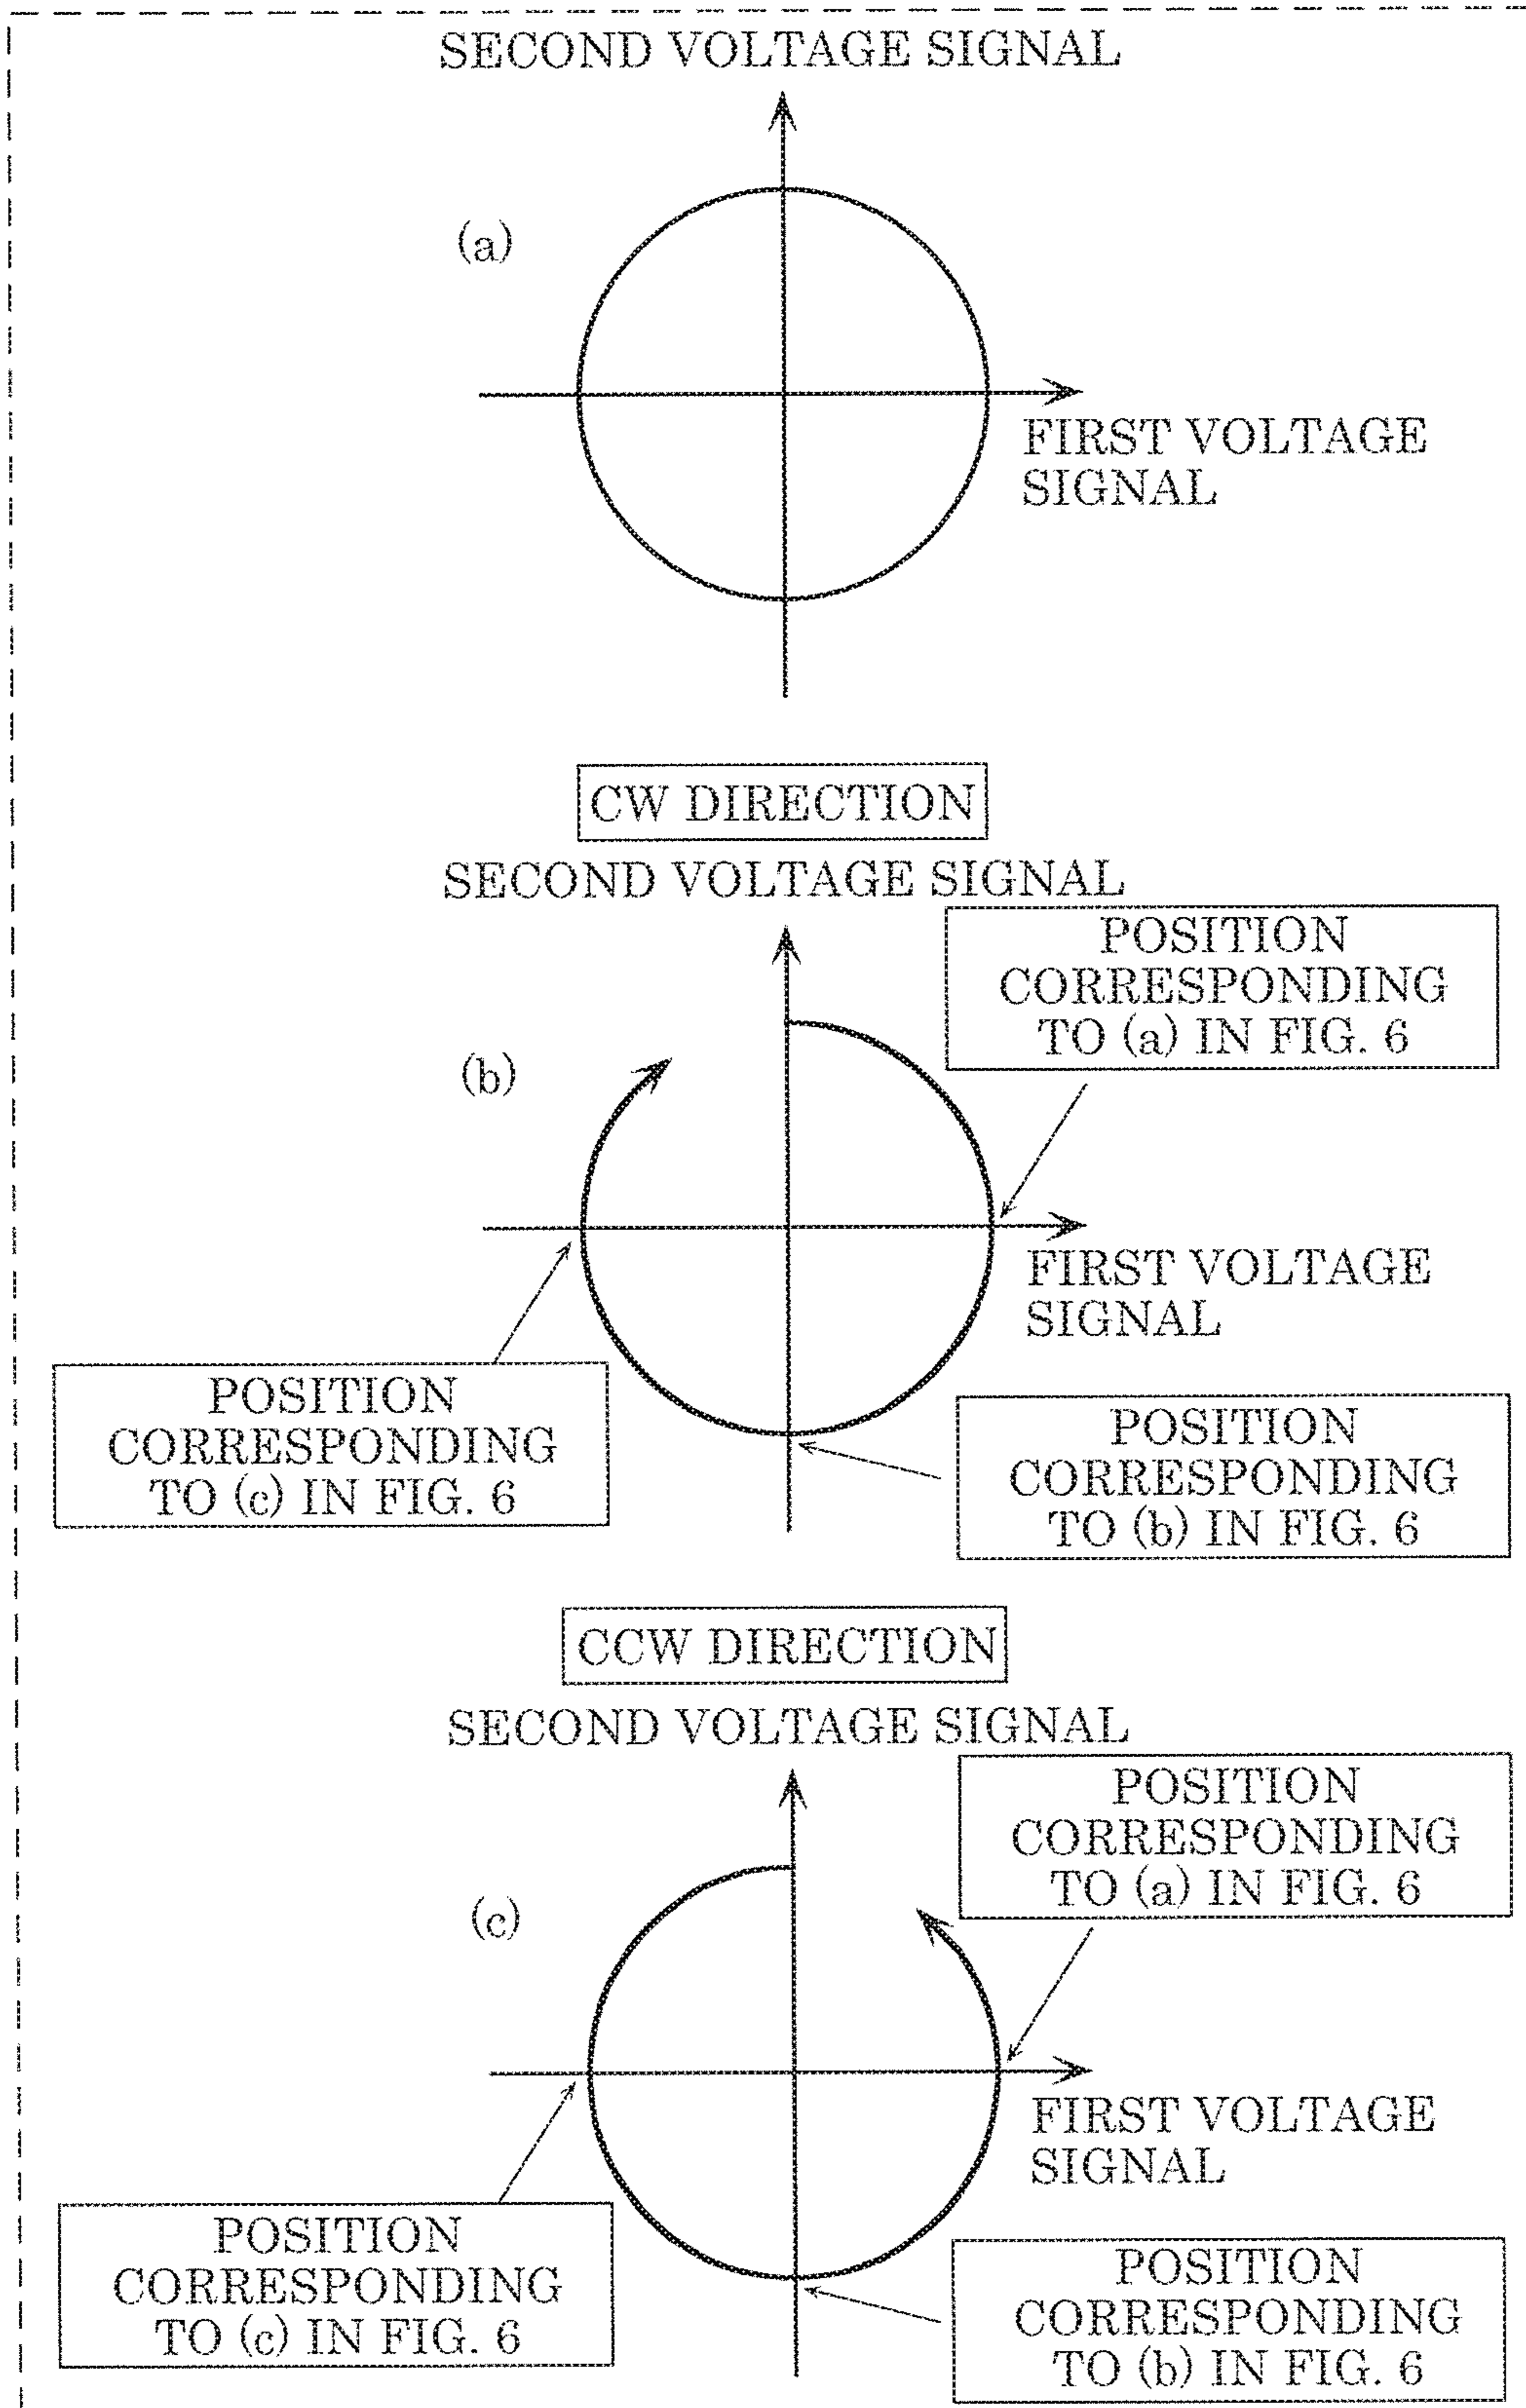 SECOND VOLTAGE SIGNAL
(a)
FIRST VOLTAGE
SIGNAL
CW DIRECTION
SECOND VOLTAGE SIGNAL
POSITION
CORRESPONDING
TO (a) IN FIG. 6
(b)
FIRST VOLTAGE
SIGNAL
POSITION
CORRESPONDING
TO (c) IN FIG. 6
POSITION
CORRESPONDING
TO (b) IN FIG. 6
CCW DIRECTION
SECOND VOLTAGE SIGNAL
POSITION
CORRESPONDING
TO (a) IN FIG. 6
(c)
FIRST VOLTAGE
SIGNAL
POSITION
CORRESPONDING
TO (c) IN FIG. 6
POSITION
CORRESPONDING
TO (b) IN FIG. 6